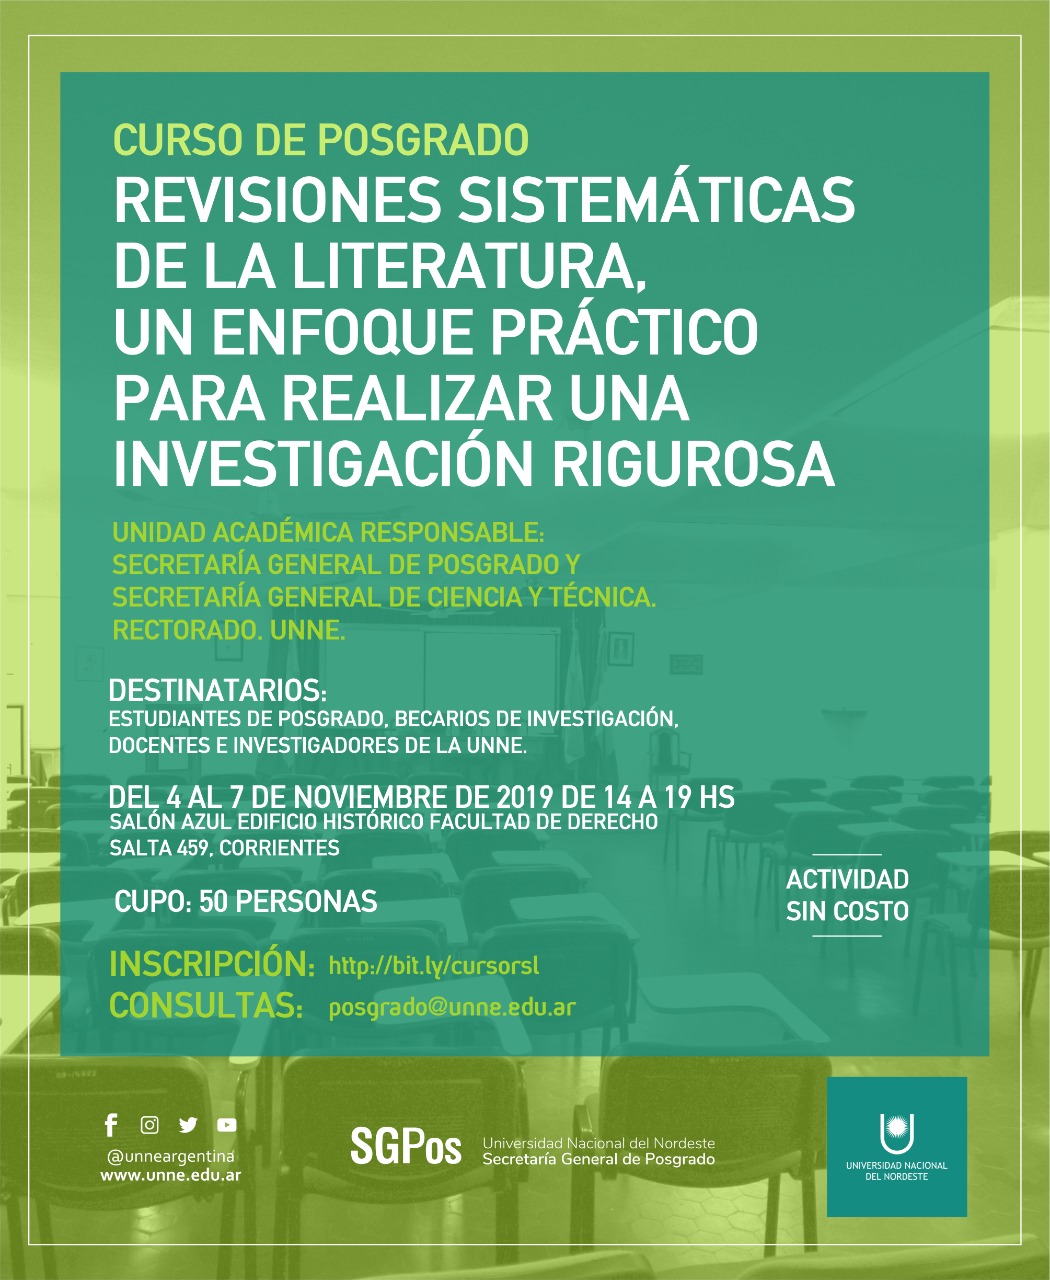 CURSO DE POSGRADO
REVISIONES SISTEMÁTICAS
DE LA LITERATURA,
UN ENFOQUE PRÁCTICO
PARA REALIZAR UNA
INVESTIGACIÓN RIGUROSA
UNIDAD ACADÉMICA RESPONSABLE:
SECRETARÍA GENERAL DE POSGRADO Y
SECRETARÍA GENERAL DE CIENCIA Y TÉCNICA.
RECTORADO. UNNE.
DESTINATARIOS:
ESTUDIANTES DE POSGRADO, BECARIOS DE INVESTIGACIÓN,
DOCENTES E INVESTIGADORES DE LA UNNE.
DEL 4 AL 7 DE NOVIEMBRE DE 2019 DE 14 A 19 HS
SALÓN AZUL EDIFICIO HISTÓRICO FACULTAD DE DERECHO
SALTA 459, CORRIENTES
CUPO: 50 PERSONAS
ACTIVIDAD
SIN COSTO
INSCRIPCIÓN: http://bit.ly/cursorsl
CONSULTAS: posgrado@unne.edu.ar
@unneargentina
www.unne.edu.ar
SGPos
Universidad Nacional del Nordeste
Secretaría General de Posgrado
UNIVERSIDAD NACIONAL
DEL NORDESTE